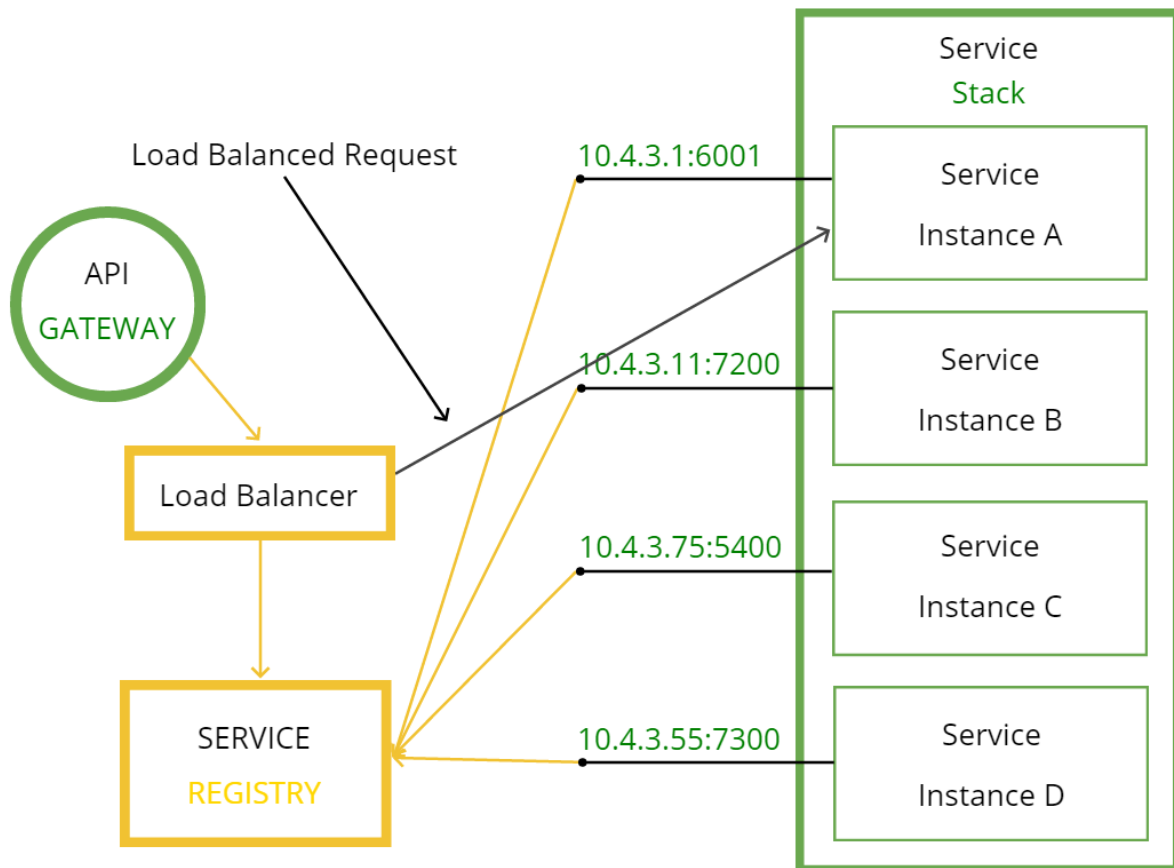 Service
Stack
Load Balanced Request
10.4.3.1:6001
Service
Instance A
API
GATEWAY
10.4.3.11:7200
Service
Instance B
Load Balancer
10.4.3.75:5400
Service
Instance C
SERVICE
REGISTRY
10.4.3.55:7300
Service
Instance D